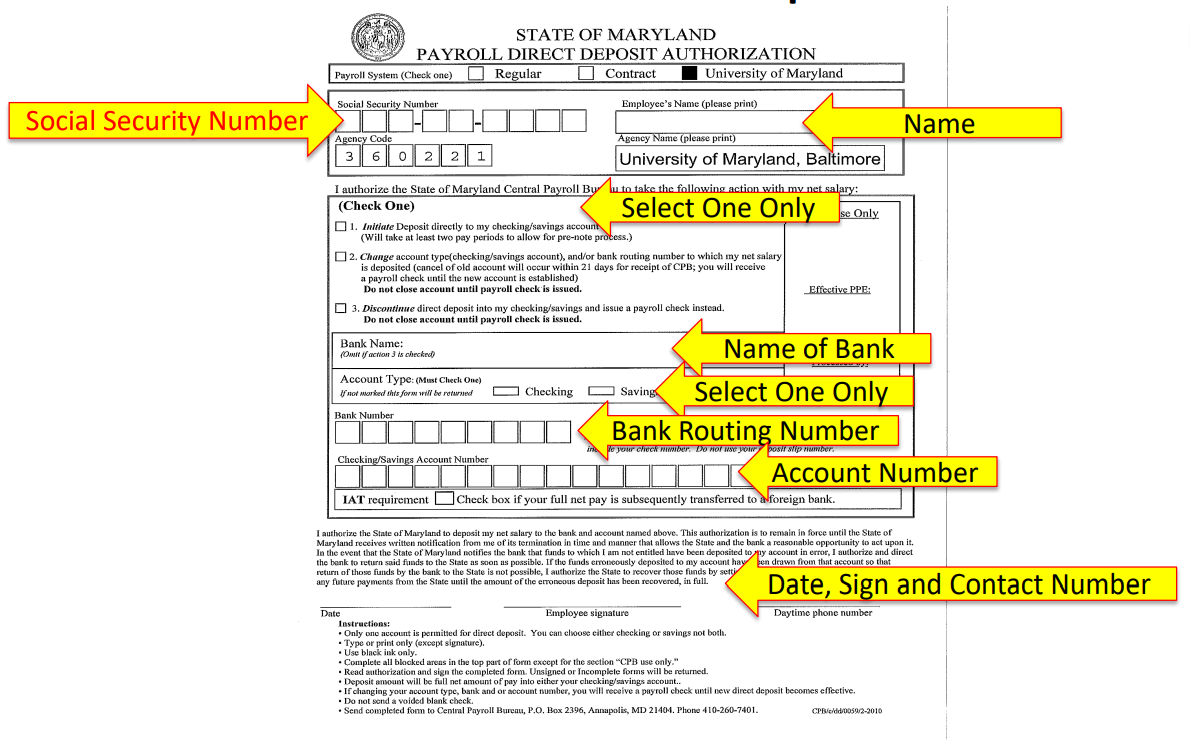 STATE OF MARYLAND
PAYROLL DIRECT DEPOSIT AUTHORIZATION
Payroll System (Check one) Regular Contract University of Maryland
Social Security Number
Social Security Number
Employee's Name (please print)
Name
Agency Code
3 6 0 2 2 1
Agency Name (please print)
University of Maryland, Baltimore
I authorize the State of Maryland Central Payroll Bureau to take the following action with my net salary:
(Check One)
Select One Only
se Only
1. Initiate Deposit directly to my checking/savings account
(Will take at least two pay periods to allow for pre-note process.)
2. Change account type(checking/savings account), and/or bank routing number to which my net salary
is deposited (cancel of old account will occur within 21 days for receipt of CPB; you will receive
a payroll check until the new account is established)
Do not close account until payroll check is issued.
Effective PPE:
3. Discontinue direct deposit into my checking/savings and issue a payroll check instead.
Do not close account until payroll check is issued.
Bank Name:
(Omit if action 3 is checked)
Name of Bank
Account Type: (Must Check One)
If not marked this form will be returned
Checking Saving
Select One Only
Bank Number
Bank Routing Number
your check number. Do not use your deposit slip number.
Checking/Savings Account Number
Account Number
IAT requirement Check box if your full net pay is subsequently transferred to a foreign bank.
I authorize the State of Maryland to deposit my net salary to the bank and account named above. This authorization is to remain in force until the State of
Maryland receives written notification from me of its termination in time and manner that allows the State and the bank a reasonable opportunity to act upon it.
In the event that the State of Maryland notifies the bank that funds to which I am not entitled have been deposited to my account in error, I authorize and direct
the bank to return said funds to the State as soon as possible. If the funds erroneously deposited to my account have been drawn from that account so that
return of those funds by the bank to the State is not possible, I authorize the State to recover those funds by
any future payments from the State until the amount of the erroneous deposit has been recovered, in full.
Date, Sign and Contact Number
Date Employee signature Daytime phone number
Instructions:
• Only one account is permitted for direct deposit. You can choose either checking or savings not both.
• Type or print only (except signature).
• Use black ink only.
• Complete all blocked areas in the top part of form except for the section "CPB use only."
• Read authorization and sign the completed form. Unsigned or Incomplete forms will be returned.
• Deposit amount will be full net amount of pay into either your checking/savings account..
• If changing your account type, bank and or account number, you will receive a payroll check until new direct deposit becomes effective.
• Do not send a voided blank check.
• Send completed form to Central Payroll Bureau, P.O. Box 2396, Annapolis, MD 21404. Phone 410-260-7401.
CPB/c/dd/0059/2-2010